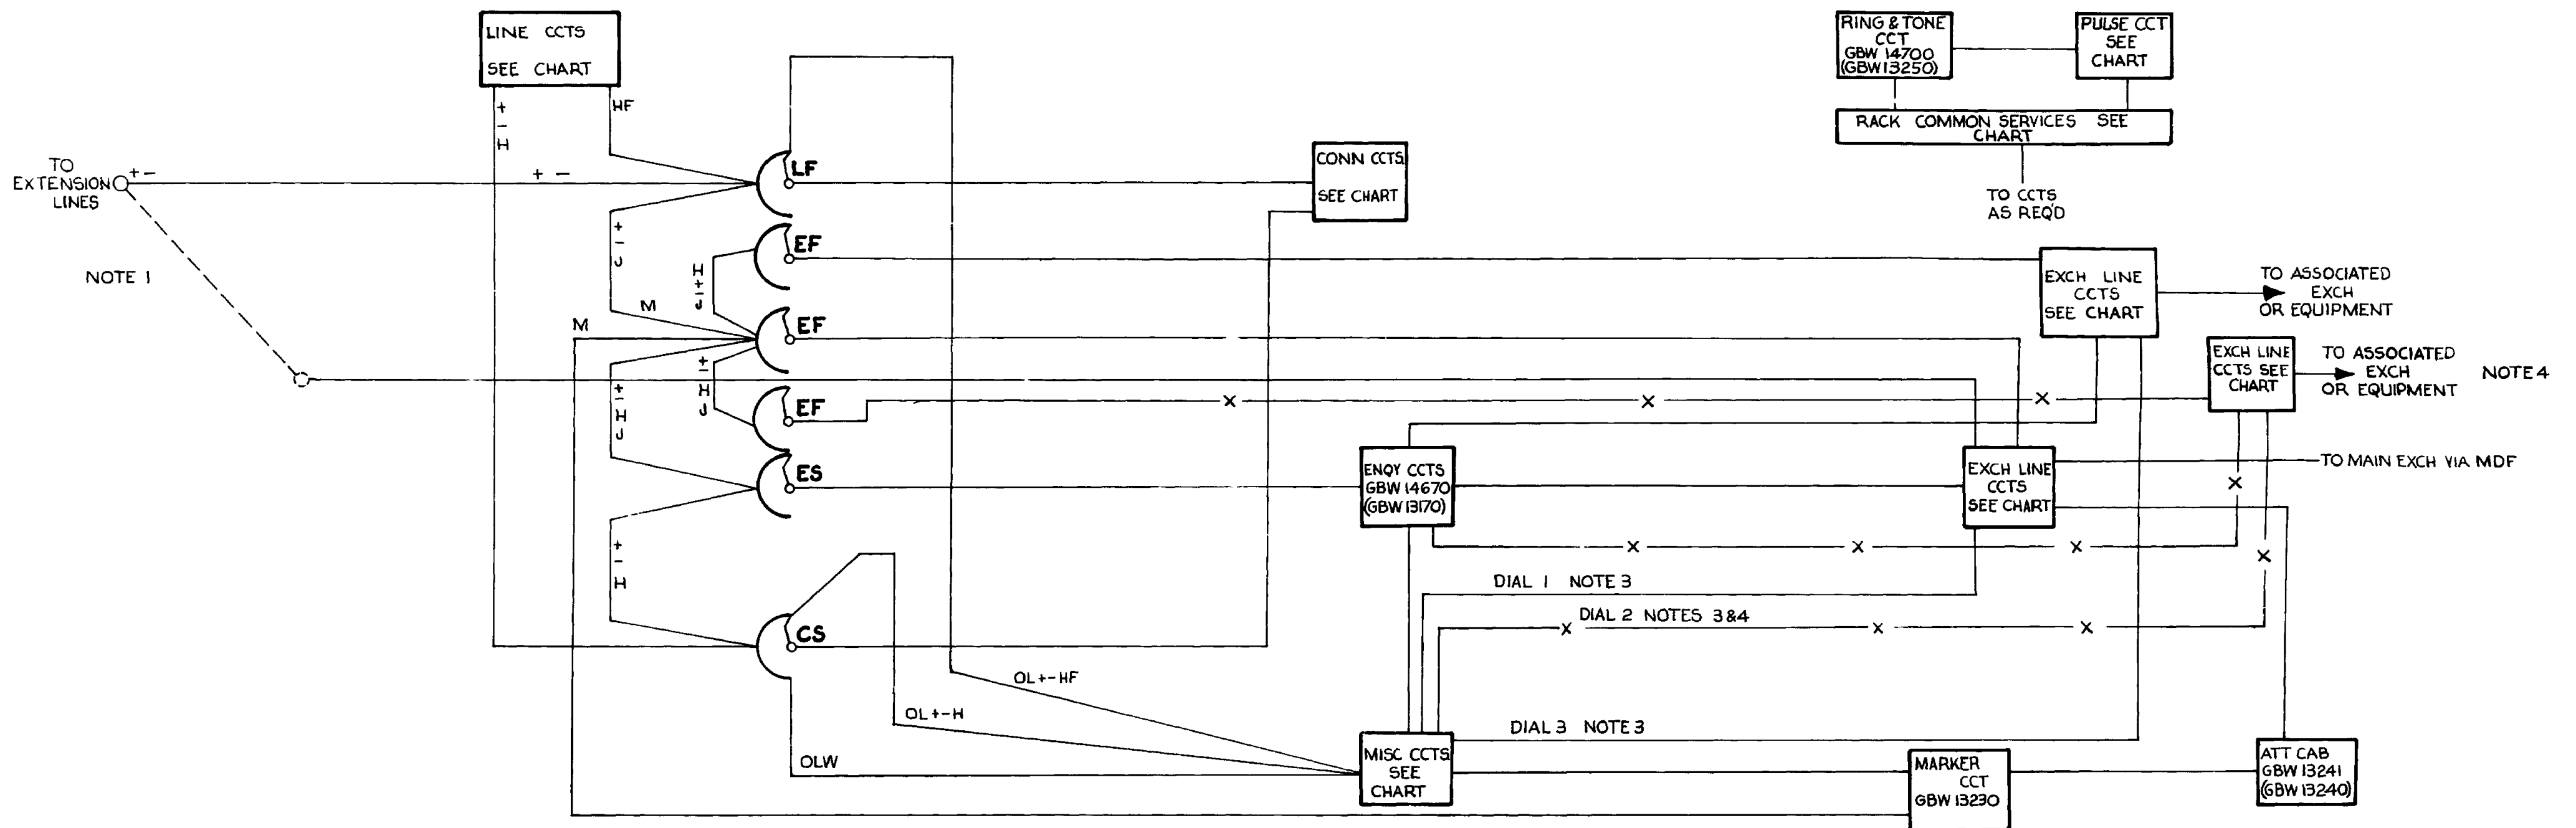 LINE CCTS
SEE CHART
RING & TONE
CCT
GBW 14700
(GBW13250)
PULSE CCT
SEE
CHART
RACK COMMON SERVICES SEE
CHART
TO CCTS
AS REQ'D
+
-
H
HF
TO
EXTENSION
LINES
+-
+ -
LF
CONN CCTS
SEE CHART
NOTE 1
+
-
J
EF
H
+
-
J
EXCH LINE
CCTS
SEE CHART
TO ASSOCIATED
EXCH
OR EQUIPMENT
M
M
EF
EXCH LINE
CCTS SEE
CHART
TO ASSOCIATED
EXCH
OR EQUIPMENT
NOTE 4
+
-
H
J
+
-
H
J
EF
X X X
ES
ENQY CCTS
GBW 14670
(GBW 13170)
EXCH LINE
CCTS
SEE CHART
TO MAIN EXCH VIA MDF
X
X X X
X
+
-
H
DIAL 1 NOTE 3
DIAL 2 NOTES 3&4
X X X
CS
OL+-HF
OL+-H
OLW
DIAL 3 NOTE 3
MISC CCTS
SEE
CHART
MARKER
CCT
GBW 13230
ATT CAB
GBW 13241
(GBW 13240)